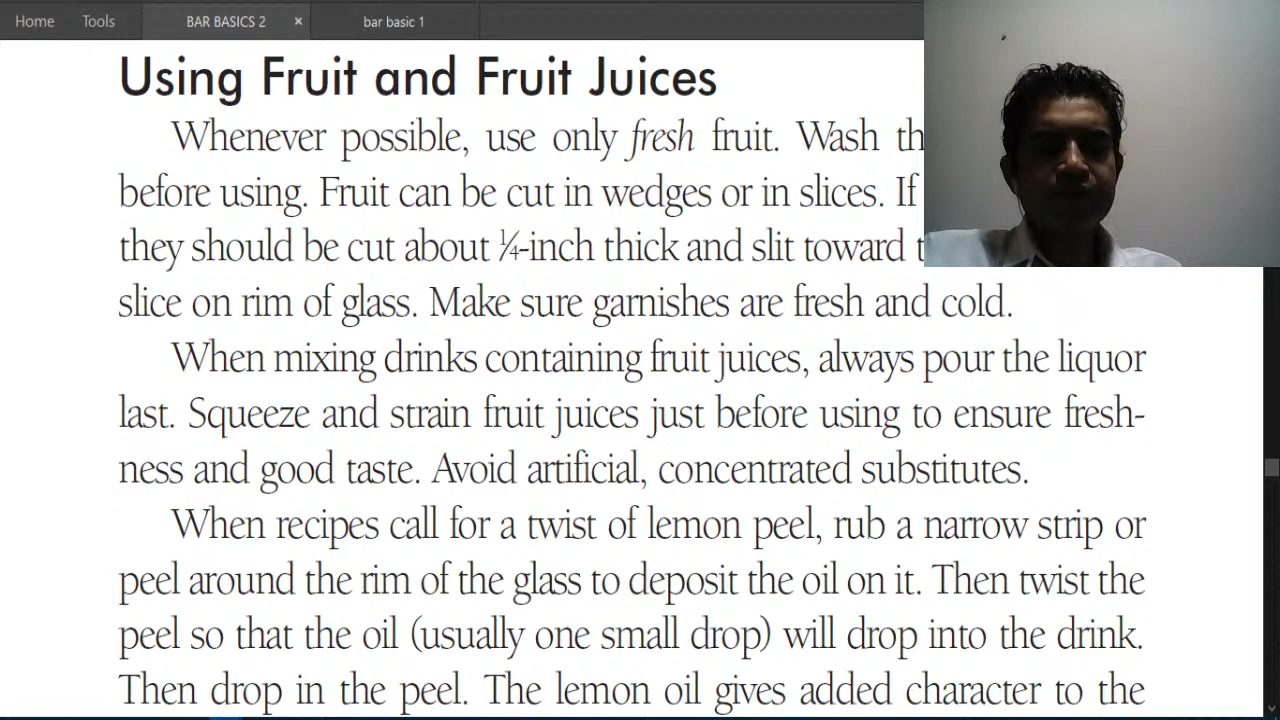 Home Tools BAR BASICS 2 × bar basic 1
Using Fruit and Fruit Juices
Whenever possible, use only fresh fruit. Wash
before using. Fruit can be cut in wedges or in slices. If
they should be cut about ¼-inch thick and slit toward
slice on rim of glass. Make sure garnishes are fresh and cold.
When mixing drinks containing fruit juices, always pour the liquor
last. Squeeze and strain fruit juices just before using to ensure fresh-
ness and good taste. Avoid artificial, concentrated substitutes.
When recipes call for a twist of lemon peel, rub a narrow strip or
peel around the rim of the glass to deposit the oil on it. Then twist the
peel so that the oil (usually one small drop) will drop into the drink.
Then drop in the peel. The lemon oil gives added character to the